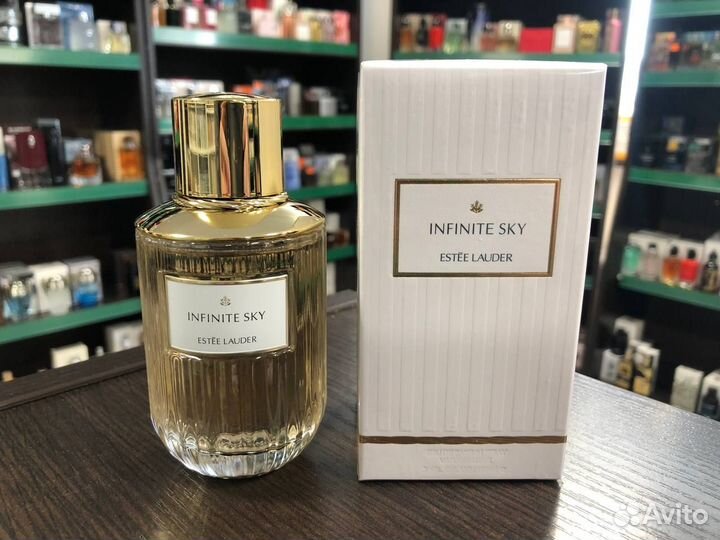 INFINITE SKY
ESTĒE LAUDER
INFINITE SKY
ESTĒE LAUDER
Avito